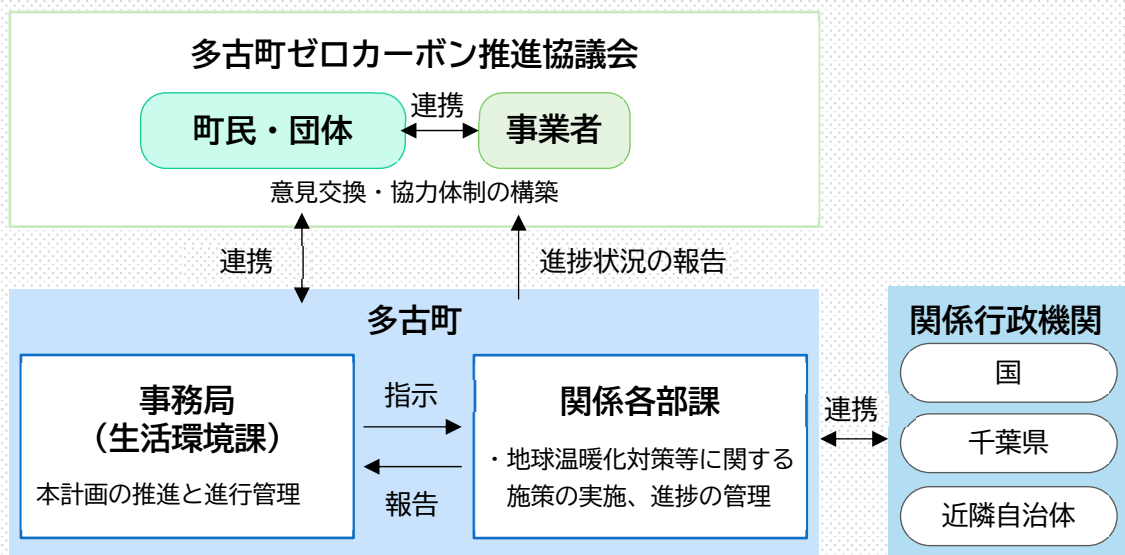 多古町ゼロカーボン推進協議会
町民・団体
連携
事業者
意見交換・協力体制の構築
連携
進捗状況の報告
多古町
事務局
（生活環境課）
本計画の推進と進行管理
指示
報告
関係各部課
・地球温暖化対策等に関する
施策の実施、進捗の管理
連携
関係行政機関
国
千葉県
近隣自治体